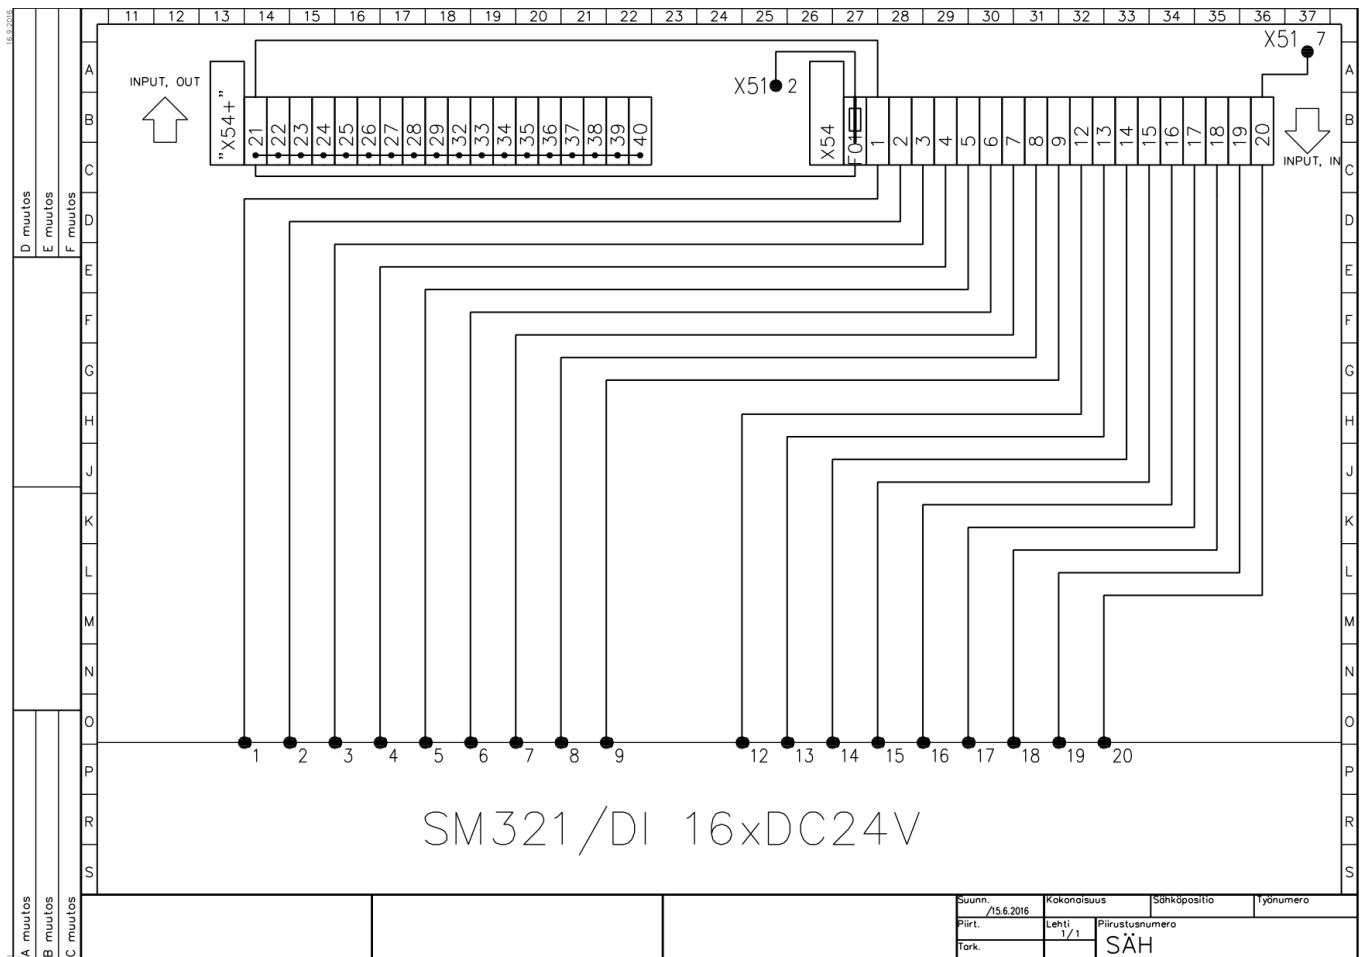 16.9.2016
11 12 13 14 15 16 17 18 19 20 21 22 23 24 25 26 27 28 29 30 31 32 33 34 35 36 37
X51 7
A A
INPUT, OUT
X51 2
B B
"X54+" 21 22 23 24 25 26 27 28 29 32 33 34 35 36 37 38 39 40
X54 F01 1 2 3 4 5 6 7 8 9 12 13 14 15 16 17 18 19 20
INPUT, IN
C C
D muutos
E muutos
F muutos
D D
E E
F F
G G
H H
J J
K K
L L
M M
N N
O O
1 2 3 4 5 6 7 8 9 12 13 14 15 16 17 18 19 20
P P
SM321/DI 16xDC24V
R R
S S
A muutos
B muutos
C muutos
Suunn. Kokonaisuus Sähköpositio Työnumero
/15.6.2016
Piirt. Lehti Piirustusnumero
1/1
SÄH
Tark.